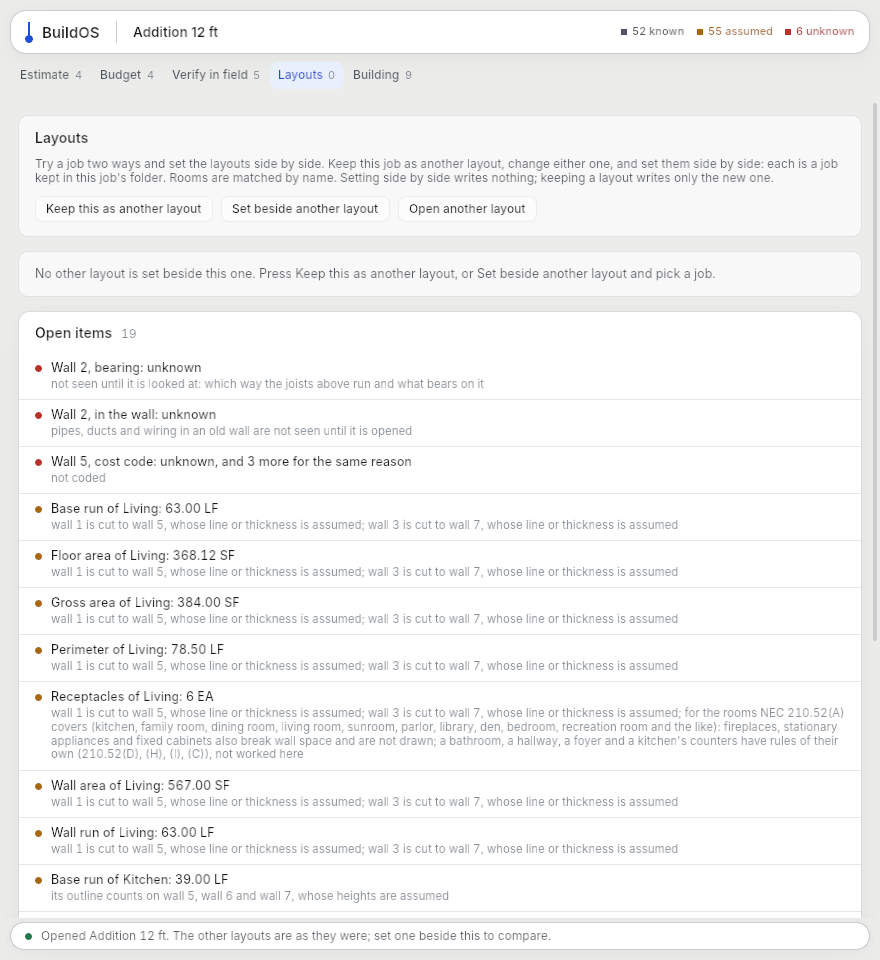 BuildOS
Addition 12 ft
52 known
55 assumed
6 unknown
Estimate 4
Budget 4
Verify in field 5
Layouts 0
Building 9
Layouts
Try a job two ways and set the layouts side by side. Keep this job as another layout, change either one, and set them side by side: each is a job
kept in this job's folder. Rooms are matched by name. Setting side by side writes nothing; keeping a layout writes only the new one.
Keep this as another layout
Set beside another layout
Open another layout
No other layout is set beside this one. Press Keep this as another layout, or Set beside another layout and pick a job.
Open items 19
Wall 2, bearing: unknown
not seen until it is looked at: which way the joists above run and what bears on it
Wall 2, in the wall: unknown
pipes, ducts and wiring in an old wall are not seen until it is opened
Wall 5, cost code: unknown, and 3 more for the same reason
not coded
Base run of Living: 63.00 LF
wall 1 is cut to wall 5, whose line or thickness is assumed; wall 3 is cut to wall 7, whose line or thickness is assumed
Floor area of Living: 368.12 SF
wall 1 is cut to wall 5, whose line or thickness is assumed; wall 3 is cut to wall 7, whose line or thickness is assumed
Gross area of Living: 384.00 SF
wall 1 is cut to wall 5, whose line or thickness is assumed; wall 3 is cut to wall 7, whose line or thickness is assumed
Perimeter of Living: 78.50 LF
wall 1 is cut to wall 5, whose line or thickness is assumed; wall 3 is cut to wall 7, whose line or thickness is assumed
Receptacles of Living: 6 EA
wall 1 is cut to wall 5, whose line or thickness is assumed; wall 3 is cut to wall 7, whose line or thickness is assumed; for the rooms NEC 210.52(A)
covers (kitchen, family room, dining room, living room, sunroom, parlor, library, den, bedroom, recreation room and the like): fireplaces, stationary
appliances and fixed cabinets also break wall space and are not drawn; a bathroom, a hallway, a foyer and a kitchen's counters have rules of their
own (210.52(D), (H), (I), (C)), not worked here
Wall area of Living: 567.00 SF
wall 1 is cut to wall 5, whose line or thickness is assumed; wall 3 is cut to wall 7, whose line or thickness is assumed
Wall run of Living: 63.00 LF
wall 1 is cut to wall 5, whose line or thickness is assumed; wall 3 is cut to wall 7, whose line or thickness is assumed
Base run of Kitchen: 39.00 LF
its outline counts on wall 5, wall 6 and wall 7, whose heights are assumed
Opened Addition 12 ft. The other layouts are as they were; set one beside this to compare.